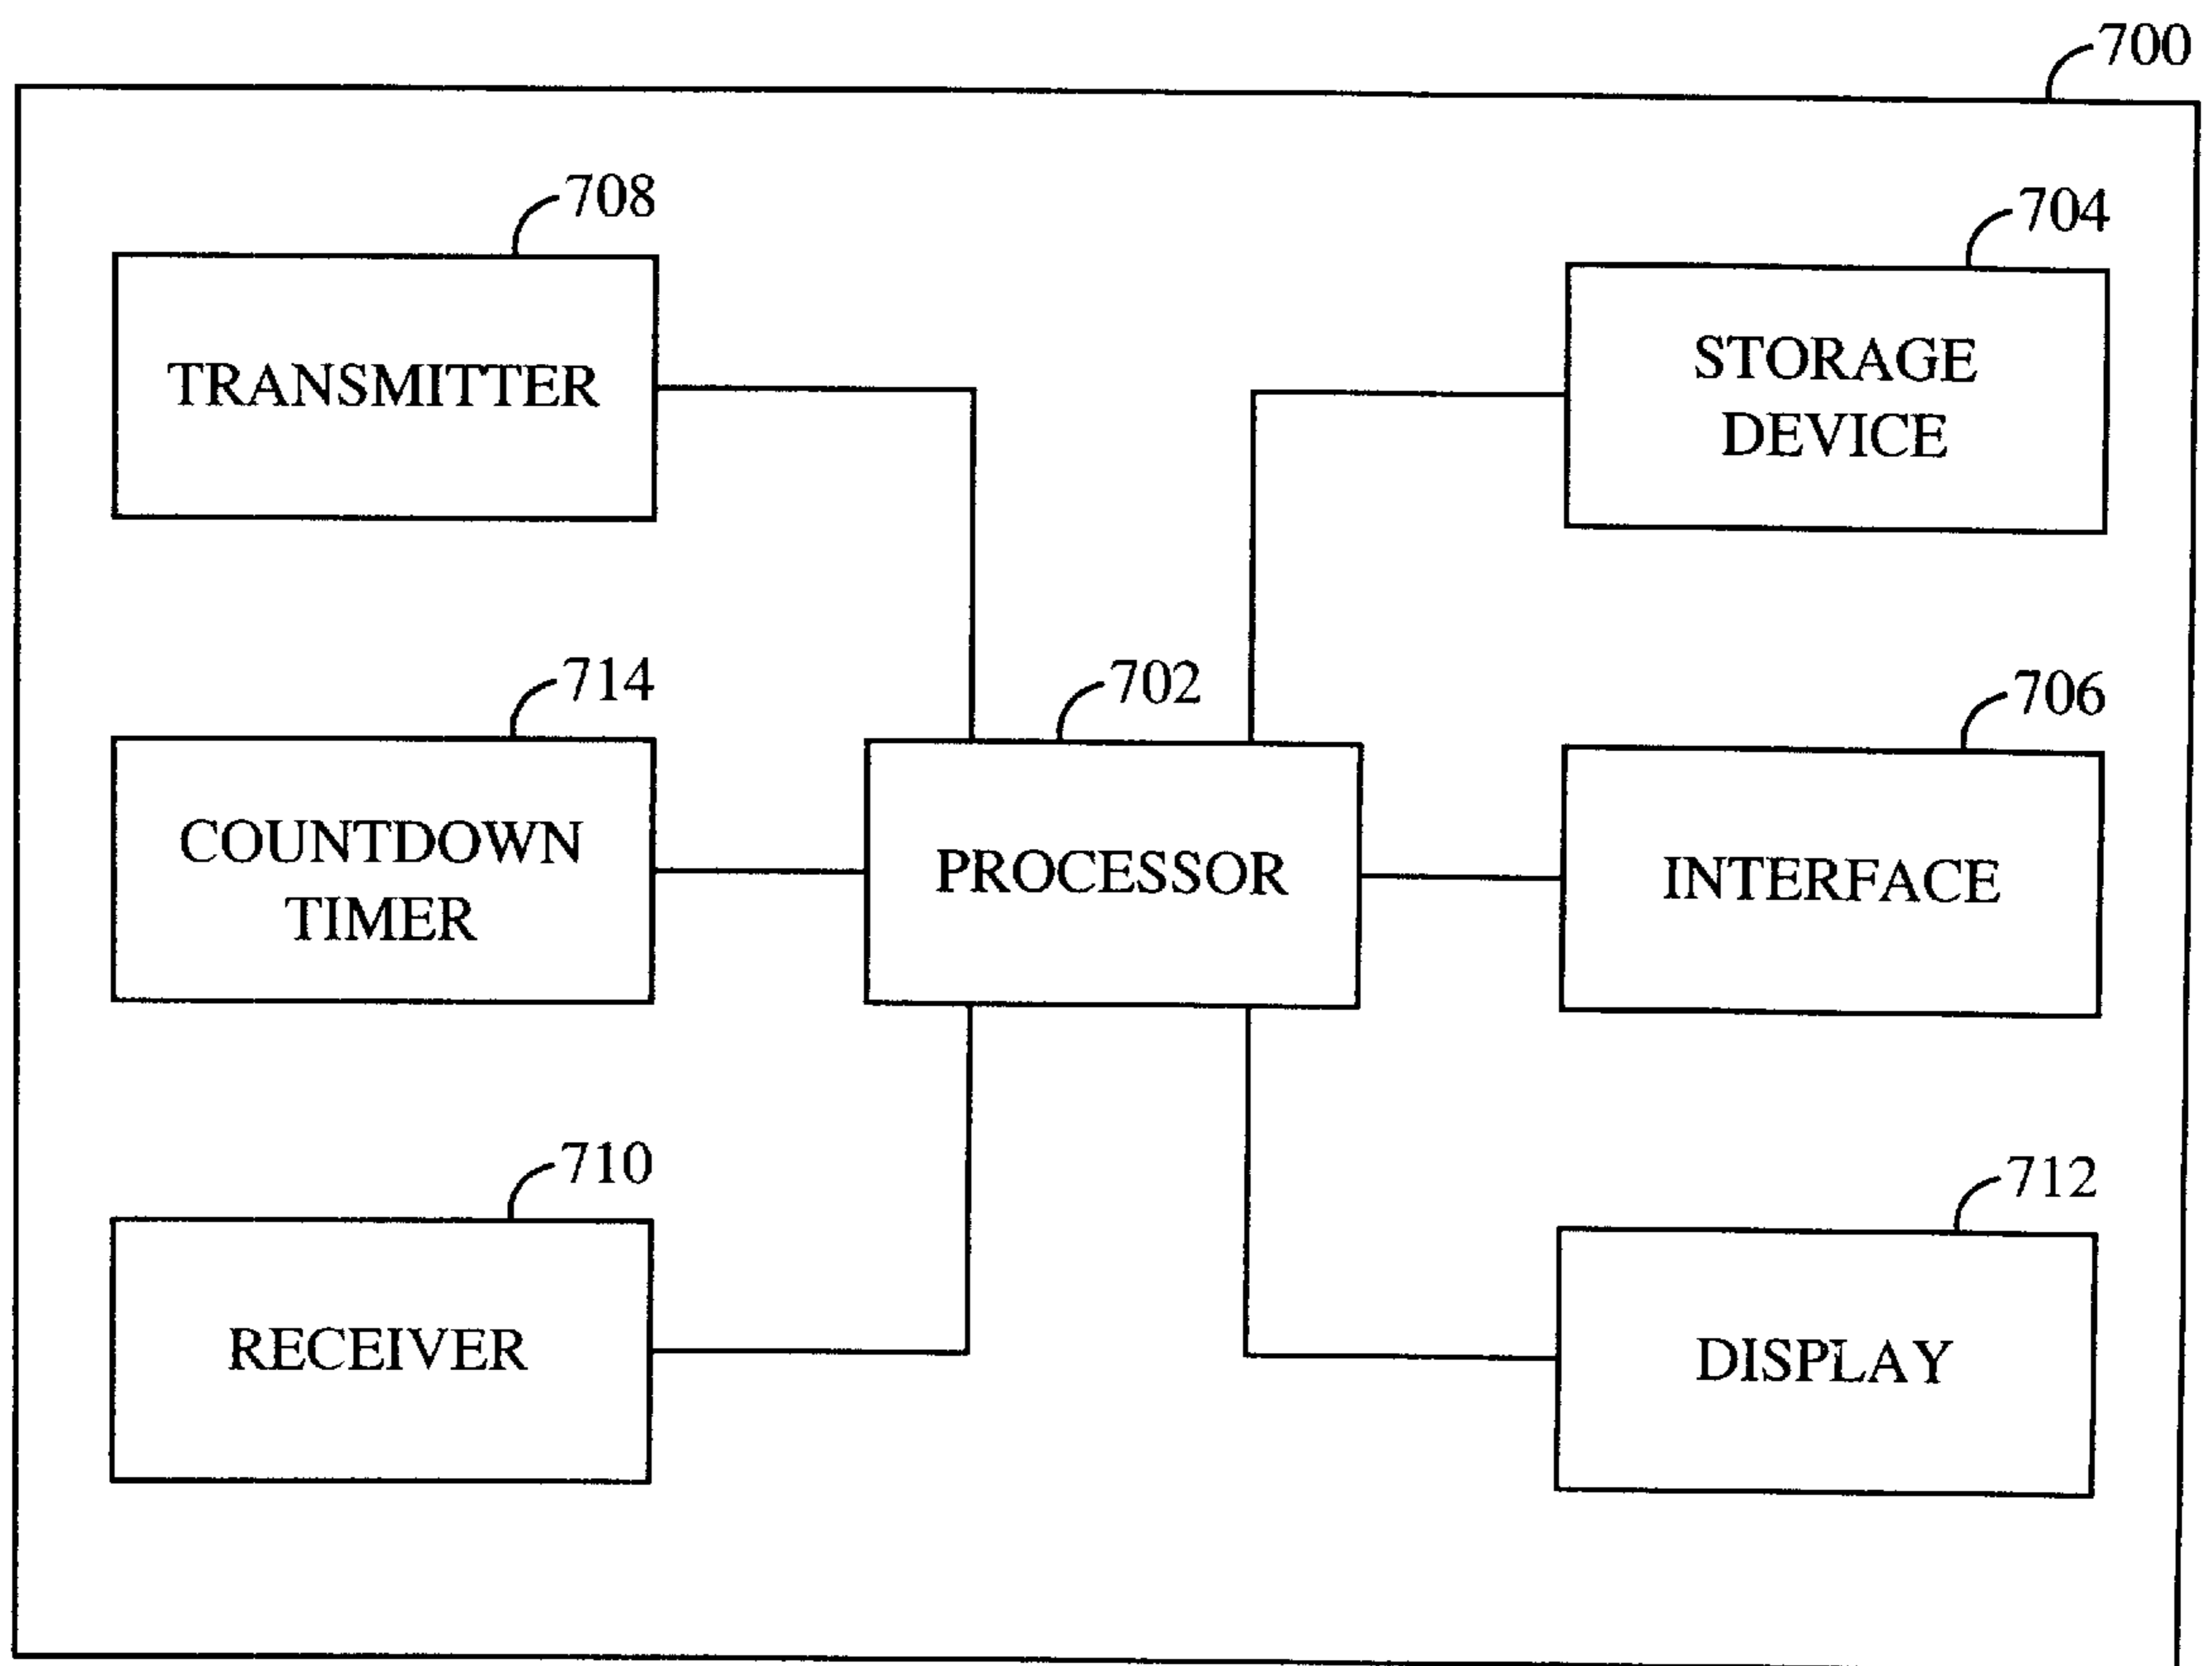 700
708
TRANSMITTER
704
STORAGE
DEVICE
714
COUNTDOWN
TIMER
702
PROCESSOR
706
INTERFACE
710
RECEIVER
712
DISPLAY